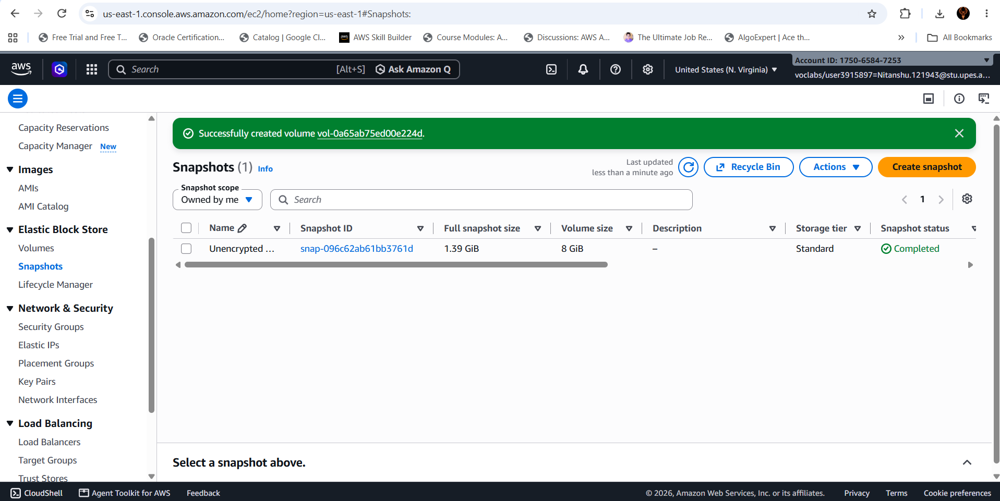 us-east-1.console.aws.amazon.com/ec2/home?region=us-east-1#Snapshots:
Free Trial and Free T...
Oracle Certification...
Catalog | Google Cl...
aws
AWS Skill Builder
Course Modules: A...
Discussions: AWS A...
The Ultimate Job Re...
AlgoExpert | Ace th...
»
All Bookmarks
aws
Search
[Alt+S]
Ask Amazon Q
United States (N. Virginia)
Account ID: 1750-6584-7253
voclabs/user3915897=Nitanshu.121943@stu.upes.a...
Capacity Reservations
Capacity Manager New
Images
AMIs
AMI Catalog
Elastic Block Store
Volumes
Snapshots
Lifecycle Manager
Network & Security
Security Groups
Elastic IPs
Placement Groups
Key Pairs
Network Interfaces
Load Balancing
Load Balancers
Target Groups
Trust Stores
Successfully created volume vol-0a65ab75ed00e224d.
Snapshots (1) Info
Last updated
less than a minute ago
Recycle Bin
Actions
Create snapshot
Snapshot scope
Owned by me
Search
1
Name Snapshot ID Full snapshot size Volume size Description Storage tier Snapshot status
Unencrypted ... snap-096c62ab61bb3761d 1.39 GiB 8 GiB – Standard Completed
Select a snapshot above.
CloudShell
Agent Toolkit for AWS
Feedback
© 2026, Amazon Web Services, Inc. or its affiliates.
Privacy
Terms
Cookie preferences